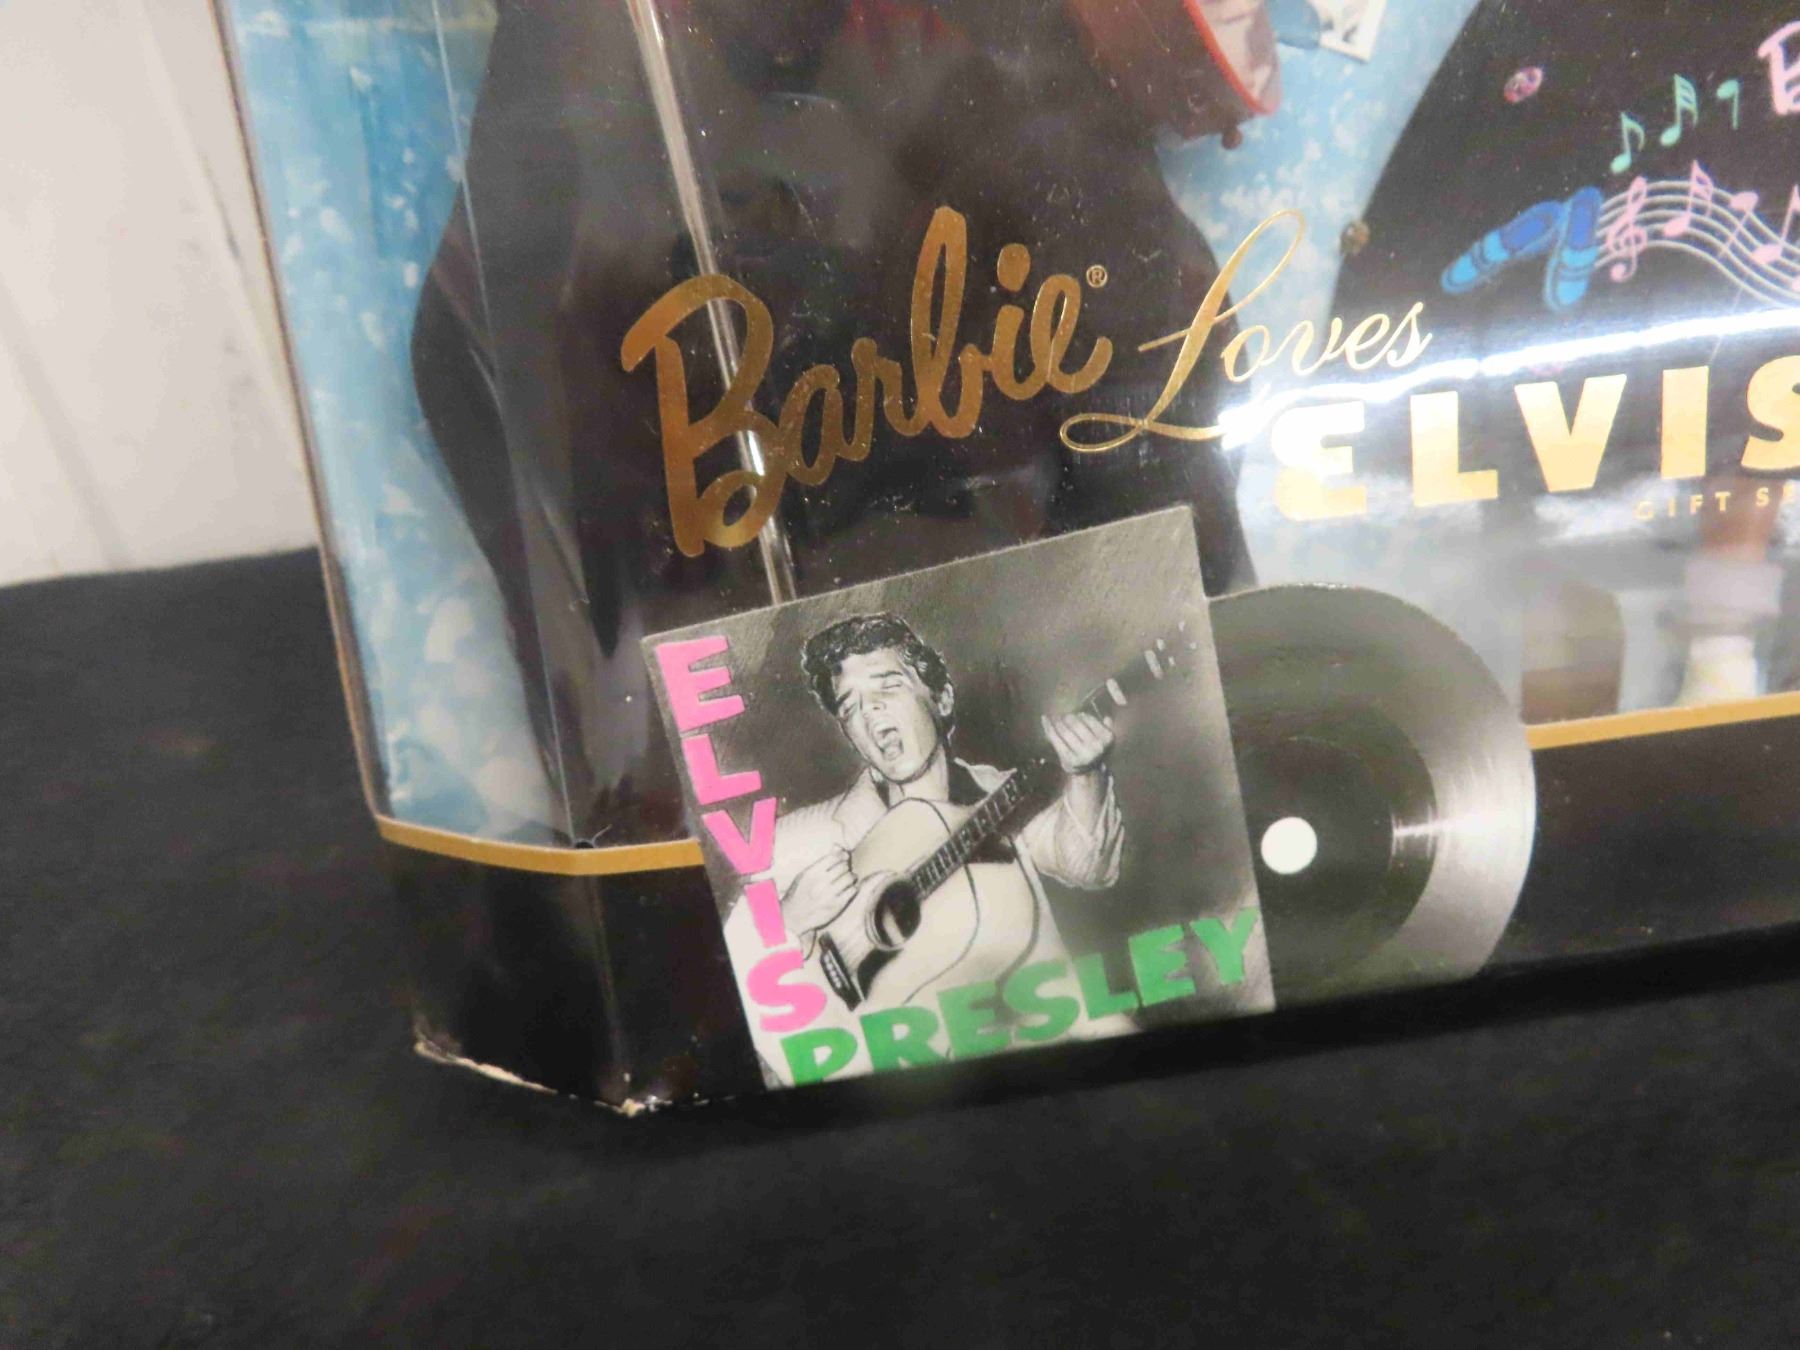 Barbie® Loves
ELVIS
GIFT SE
ELVIS
PRESLEY